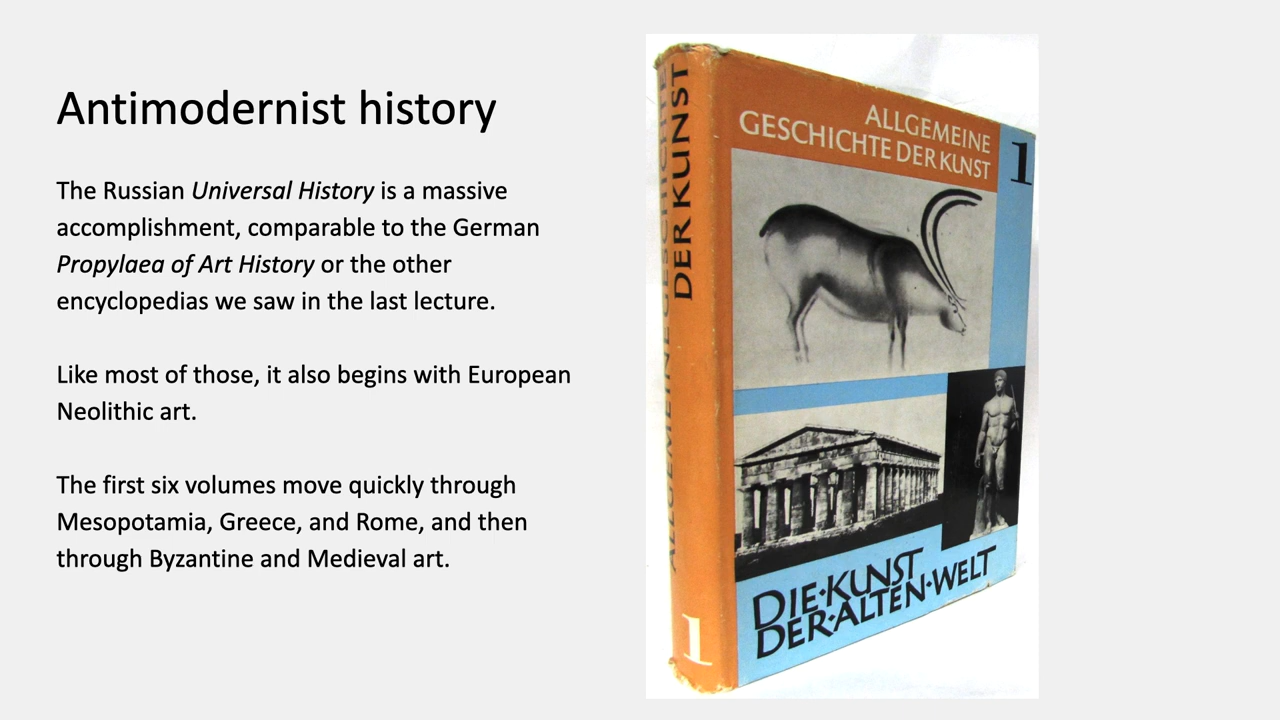 Antimodernist history
The Russian Universal History is a massive
accomplishment, comparable to the German
Propylaea of Art History or the other
encyclopedias we saw in the last lecture.
Like most of those, it also begins with European
Neolithic art.
The first six volumes move quickly through
Mesopotamia, Greece, and Rome, and then
through Byzantine and Medieval art.
ALLGEMEINE GESCHICHTE
DER KUNST
1
ALLGEMEINE
GESCHICHTE DER KUNST
1
DIE·KUNST
DER·ALTEN·WELT